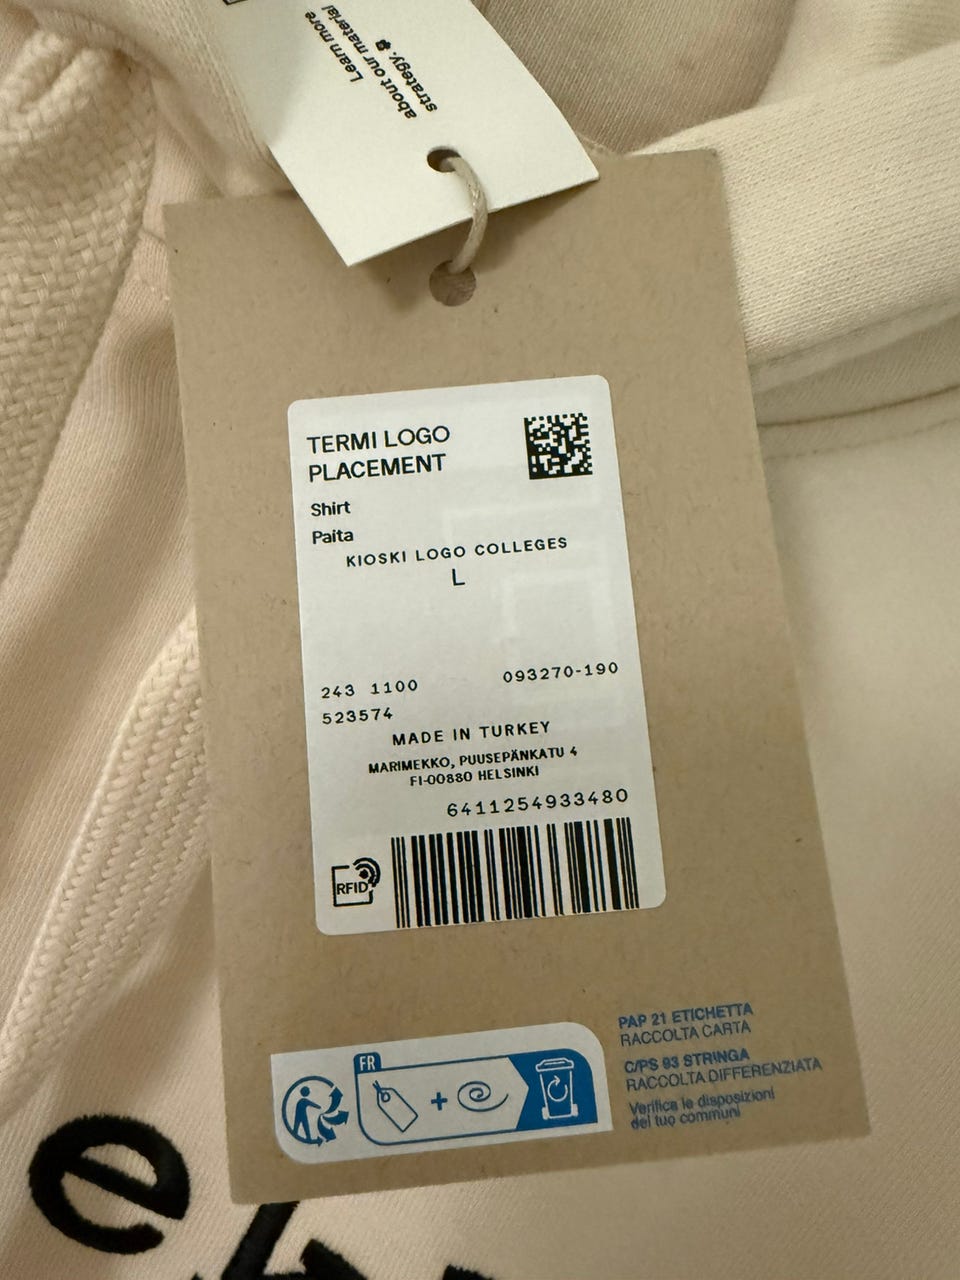 Learn more
about our material
strategy.
TERMI LOGO
PLACEMENT
Shirt
Paita
KIOSKI LOGO COLLEGES
L
243 1100 093270-190
523574
MADE IN TURKEY
MARIMEKKO, PUUSEPÄNKATU 4
FI-00880 HELSINKI
6411254933480
RFID
FR
PAP 21 ETICHETTA
RACCOLTA CARTA
C/PS 93 STRINGA
RACCOLTA DIFFERENZIATA
Verifica le disposizioni
del tuo communi
e